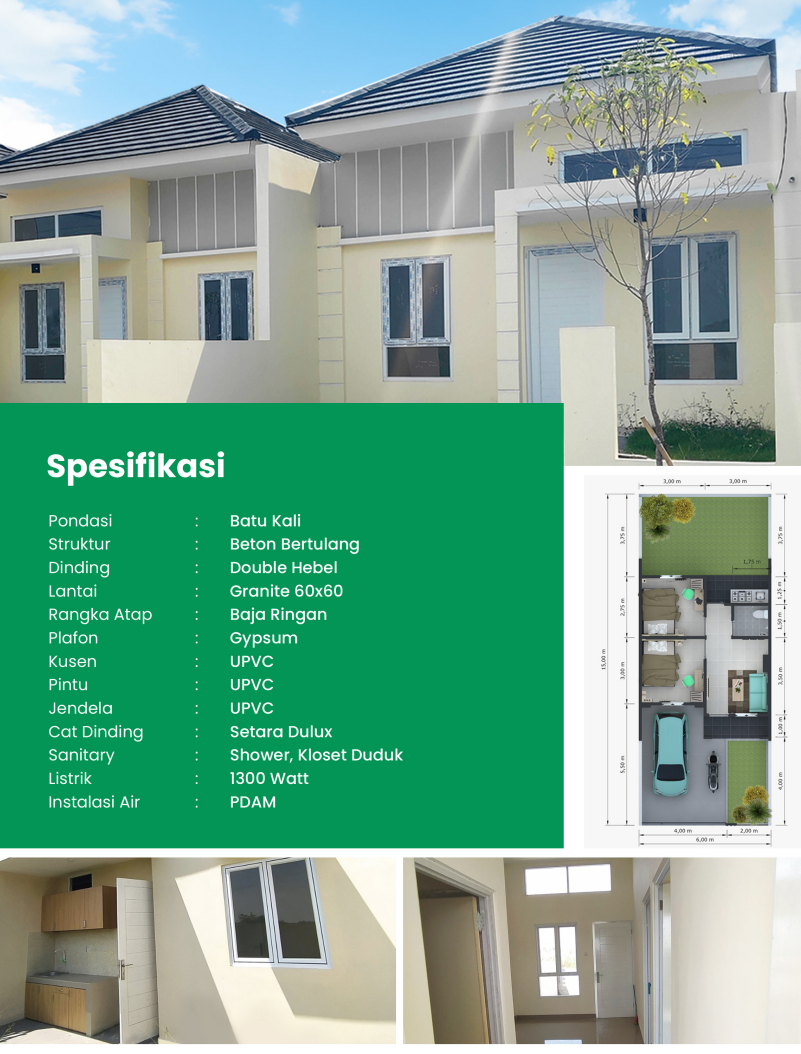 Spesifikasi
Pondasi : Batu Kali
Struktur : Beton Bertulang
Dinding : Double Hebel
Lantai : Granite 60x60
Rangka Atap : Baja Ringan
Plafon : Gypsum
Kusen : UPVC
Pintu : UPVC
Jendela : UPVC
Cat Dinding : Setara Dulux
Sanitary : Shower, Kloset Duduk
Listrik : 1300 Watt
Instalasi Air : PDAM
3,00 m 3,00 m
3,75 m
3,75 m
1,75 m
2,75 m
1,25 m
1,50 m
15,00 m
3,00 m
3,50 m
1,00 m
5,50 m
4,00 m
4,00 m 2,00 m
6,00 m